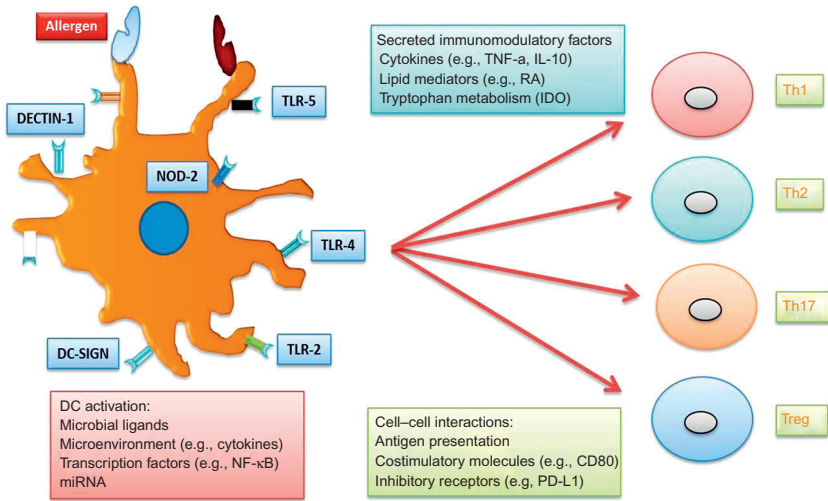 Allergen
DECTIN-1
TLR-5
NOD-2
TLR-4
DC-SIGN
TLR-2
DC activation:
Microbial ligands
Microenvironment (e.g., cytokines)
Transcription factors (e.g., NF-κB)
miRNA
Secreted immunomodulatory factors
Cytokines (e.g., TNF-a, IL-10)
Lipid mediators (e.g., RA)
Tryptophan metabolism (IDO)
Cell–cell interactions:
Antigen presentation
Costimulatory molecules (e.g., CD80)
Inhibitory receptors (e.g, PD-L1)
Th1
Th2
Th17
Treg